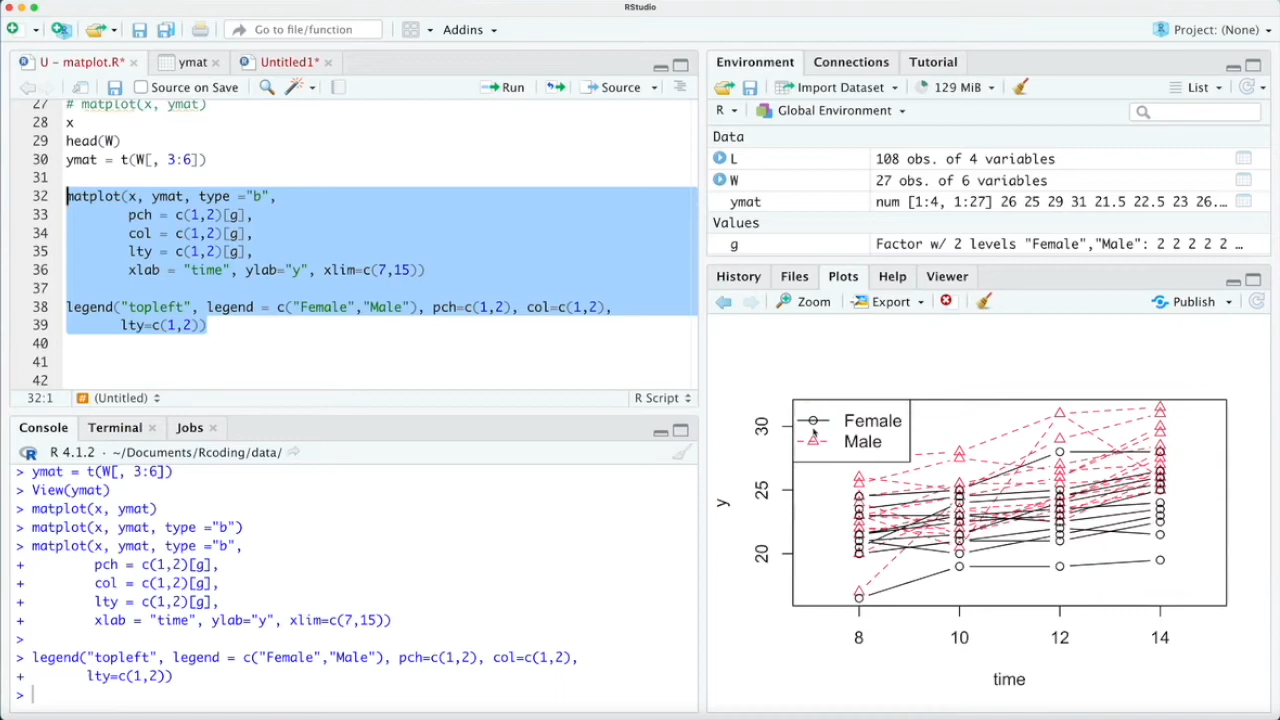 RStudio
Go to file/function
Addins
Project: (None)
U - matplot.R*
ymat
Untitled1*
Source on Save
Run
Source
27 # matplot(x, ymat)
28 x
29 head(W)
30 ymat = t(W[, 3:6])
31
32 matplot(x, ymat, type ="b",
33 pch = c(1,2)[g],
34 col = c(1,2)[g],
35 lty = c(1,2)[g],
36 xlab = "time", ylab="y", xlim=c(7,15))
37
38 legend("topleft", legend = c("Female","Male"), pch=c(1,2), col=c(1,2),
39 lty=c(1,2))
40
41
42
32:1 # (Untitled)
R Script
Console
Terminal
Jobs
R 4.1.2 · ~/Documents/Rcoding/data/
> ymat = t(W[, 3:6])
> View(ymat)
> matplot(x, ymat)
> matplot(x, ymat, type ="b")
> matplot(x, ymat, type ="b",
+ pch = c(1,2)[g],
+ col = c(1,2)[g],
+ lty = c(1,2)[g],
+ xlab = "time", ylab="y", xlim=c(7,15))
>
> legend("topleft", legend = c("Female","Male"), pch=c(1,2), col=c(1,2),
+ lty=c(1,2))
>
Environment
Connections
Tutorial
Import Dataset
129 MiB
List
R
Global Environment
Data
L 108 obs. of 4 variables
W 27 obs. of 6 variables
ymat num [1:4, 1:27] 26 25 29 31 21.5 22.5 23 26...
Values
g Factor w/ 2 levels "Female","Male": 2 2 2 2 2 …
History
Files
Plots
Help
Viewer
Zoom
Export
Publish
Female
Male
30
25
20
y
8 10 12 14
time